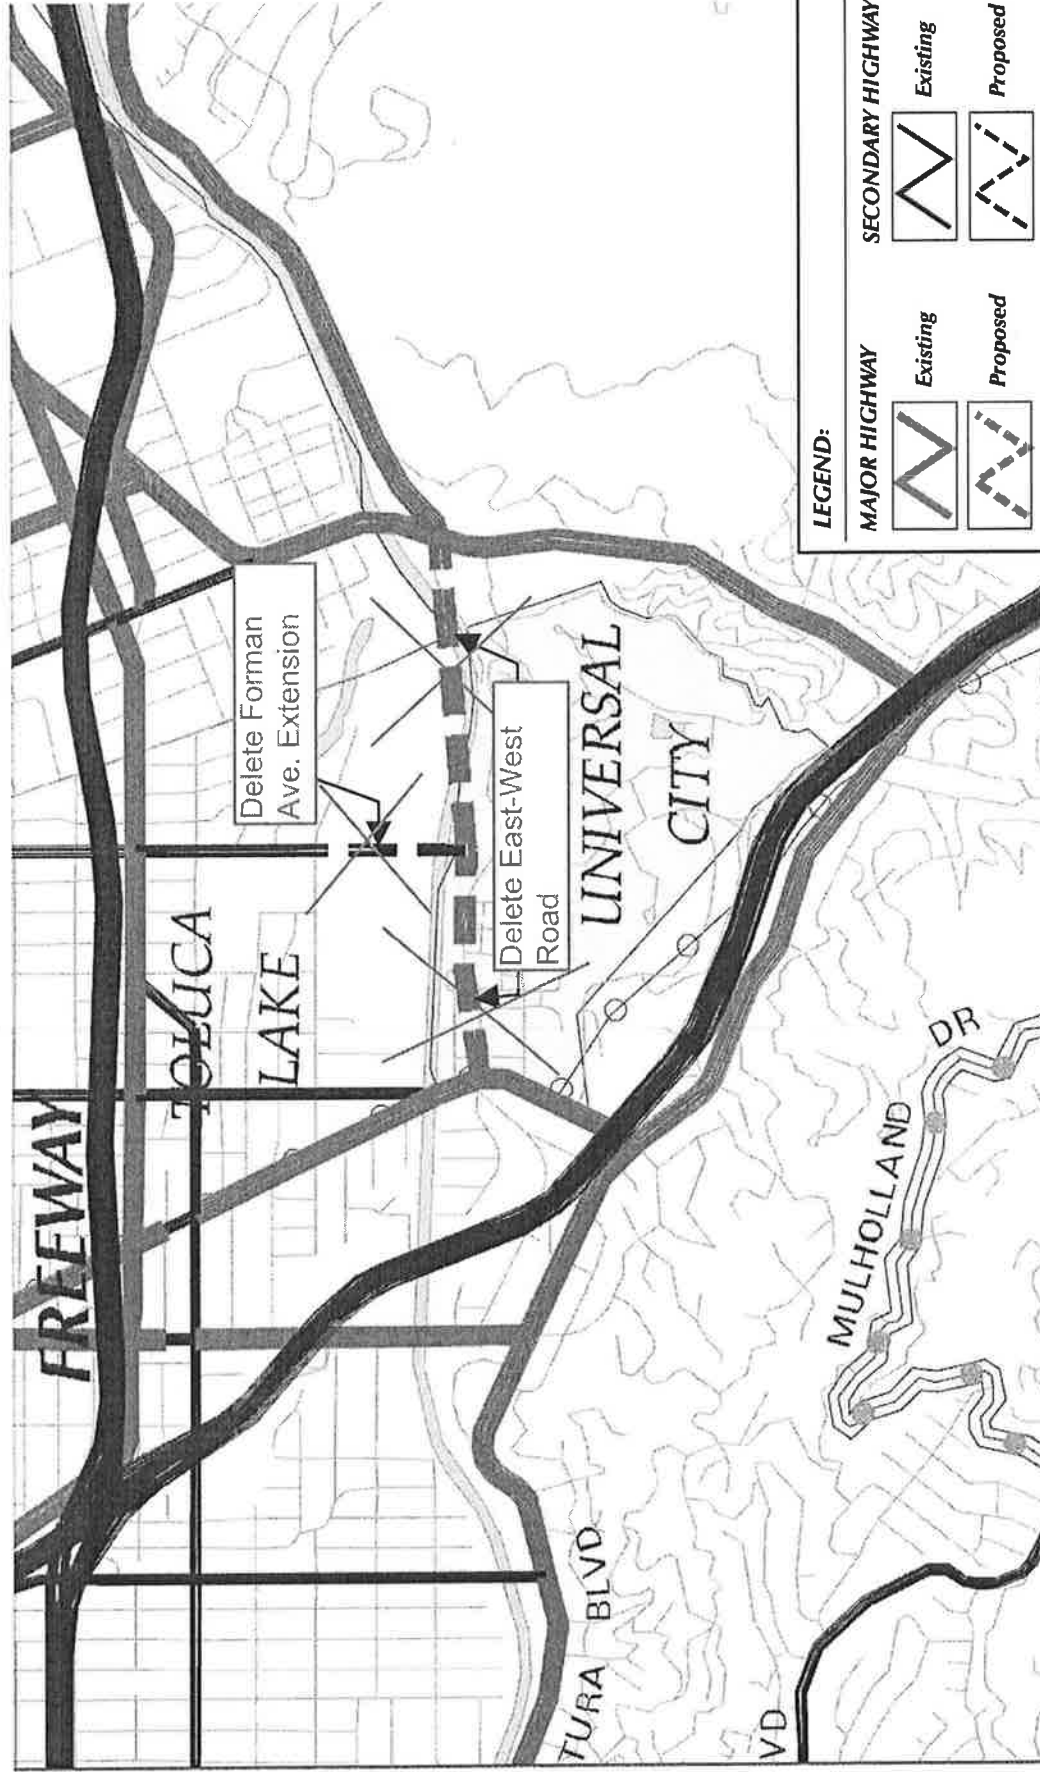 FREEWAY
TOLUCA
LAKE
Delete Forman
Ave. Extension
Delete East-West
Road
UNIVERSAL
CITY
TURA BLVD
VD
MULHOLLAND DR
LEGEND:
MAJOR HIGHWAY
Existing
Proposed
SECONDARY HIGHWAY
Existing
Proposed